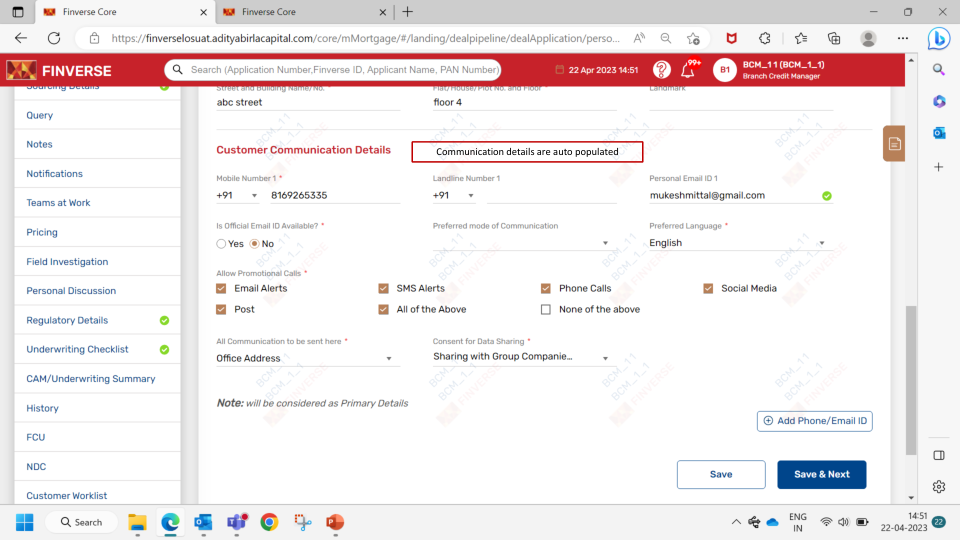 Finverse Core
Finverse Core
https://finverselosuat.adityabirlacapital.com/core/mMortgage/#/landing/dealpipeline/dealApplication/perso...
FINVERSE
Search (Application Number,Finverse ID, Applicant Name, PAN Number)
22 Apr 2023 14:51
99+
B1
BCM_11 (BCM_1_1)
Branch Credit Manager
Sourcing Details
Query
Notes
Notifications
Teams at Work
Pricing
Field Investigation
Personal Discussion
Regulatory Details
Underwriting Checklist
CAM/Underwriting Summary
History
FCU
NDC
Customer Worklist
Street and Building Name/No. *
Flat/House/Plot No. and Floor *
Landmark
abc street
floor 4
Customer Communication Details
Communication details are auto populated
Mobile Number 1 *
Landline Number 1
Personal Email ID 1
+91 8169265335
+91
mukeshmittal@gmail.com
Is Official Email ID Available? *
Preferred mode of Communication
Preferred Language *
Yes No
English
Allow Promotional Calls *
Email Alerts
SMS Alerts
Phone Calls
Social Media
Post
All of the Above
None of the above
All Communication to be sent here *
Consent for Data Sharing *
Office Address
Sharing with Group Companie...
Note: will be considered as Primary Details
Add Phone/Email ID
Save
Save & Next
BCM_11
BCM_1_1
FINVERSE
Search
ENG
IN
14:51
22-04-2023
22